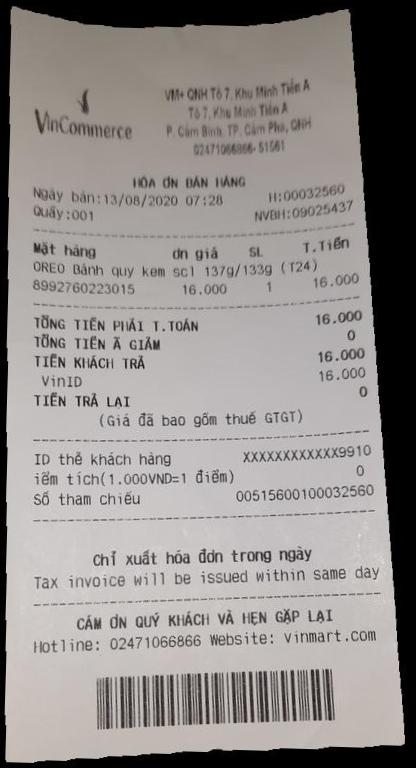 VinCommerce
VM+ QNH Tổ 7, Khu Minh Tiến A
Tổ 7, Khu Minh Tiến A
P. Cẩm Bình, TP. Cẩm Phả, QNH
02471066866- 51561
HÓA ƠN BÁN HÀNG
Ngày bán:13/08/2020 07:28 H:00032560
Quầy:001 NVBH:09025437
Mặt hàng ơn giá SL T.Tiền
OREO Bánh quy kem scl 137g/133g (T24)
8992760223015 16.000 1 16.000
TỔNG TIỀN PHẢI T.TOÁN 16.000
TỔNG TIỀN Ã GIẢM 0
TIỀN KHÁCH TRẢ 16.000
VinID 16.000
TIỀN TRẢ LẠI 0
(Giá đã bao gồm thuế GTGT)
ID thẻ khách hàng XXXXXXXXXXXX9910
iểm tích(1.000VND=1 điểm) 0
Số tham chiếu 00515600100032560
Chỉ xuất hóa đơn trong ngày
Tax invoice will be issued within same day
CẢM ƠN QUÝ KHÁCH VÀ HẸN GẶP LẠI
Hotline: 02471066866 Website: vinmart.com